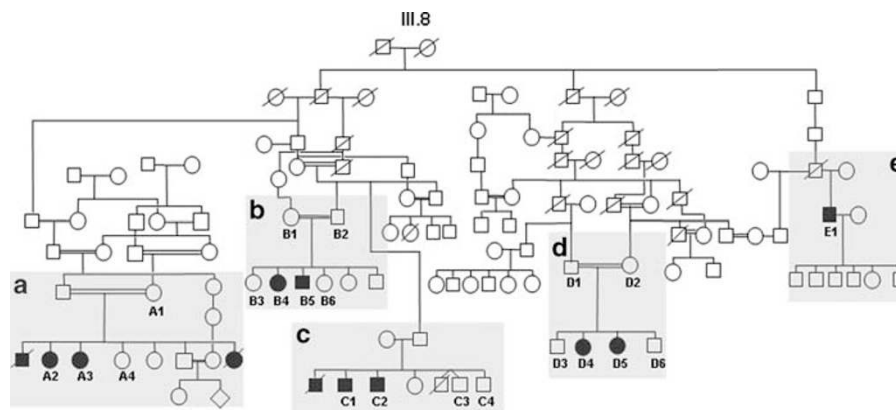 III.8
e
b
B1 B2
E1
d
D1 D2
a
A1
B3 B4 B5 B6
c
D3 D4 D5 D6
A2 A3 A4
C1 C2 C3 C4